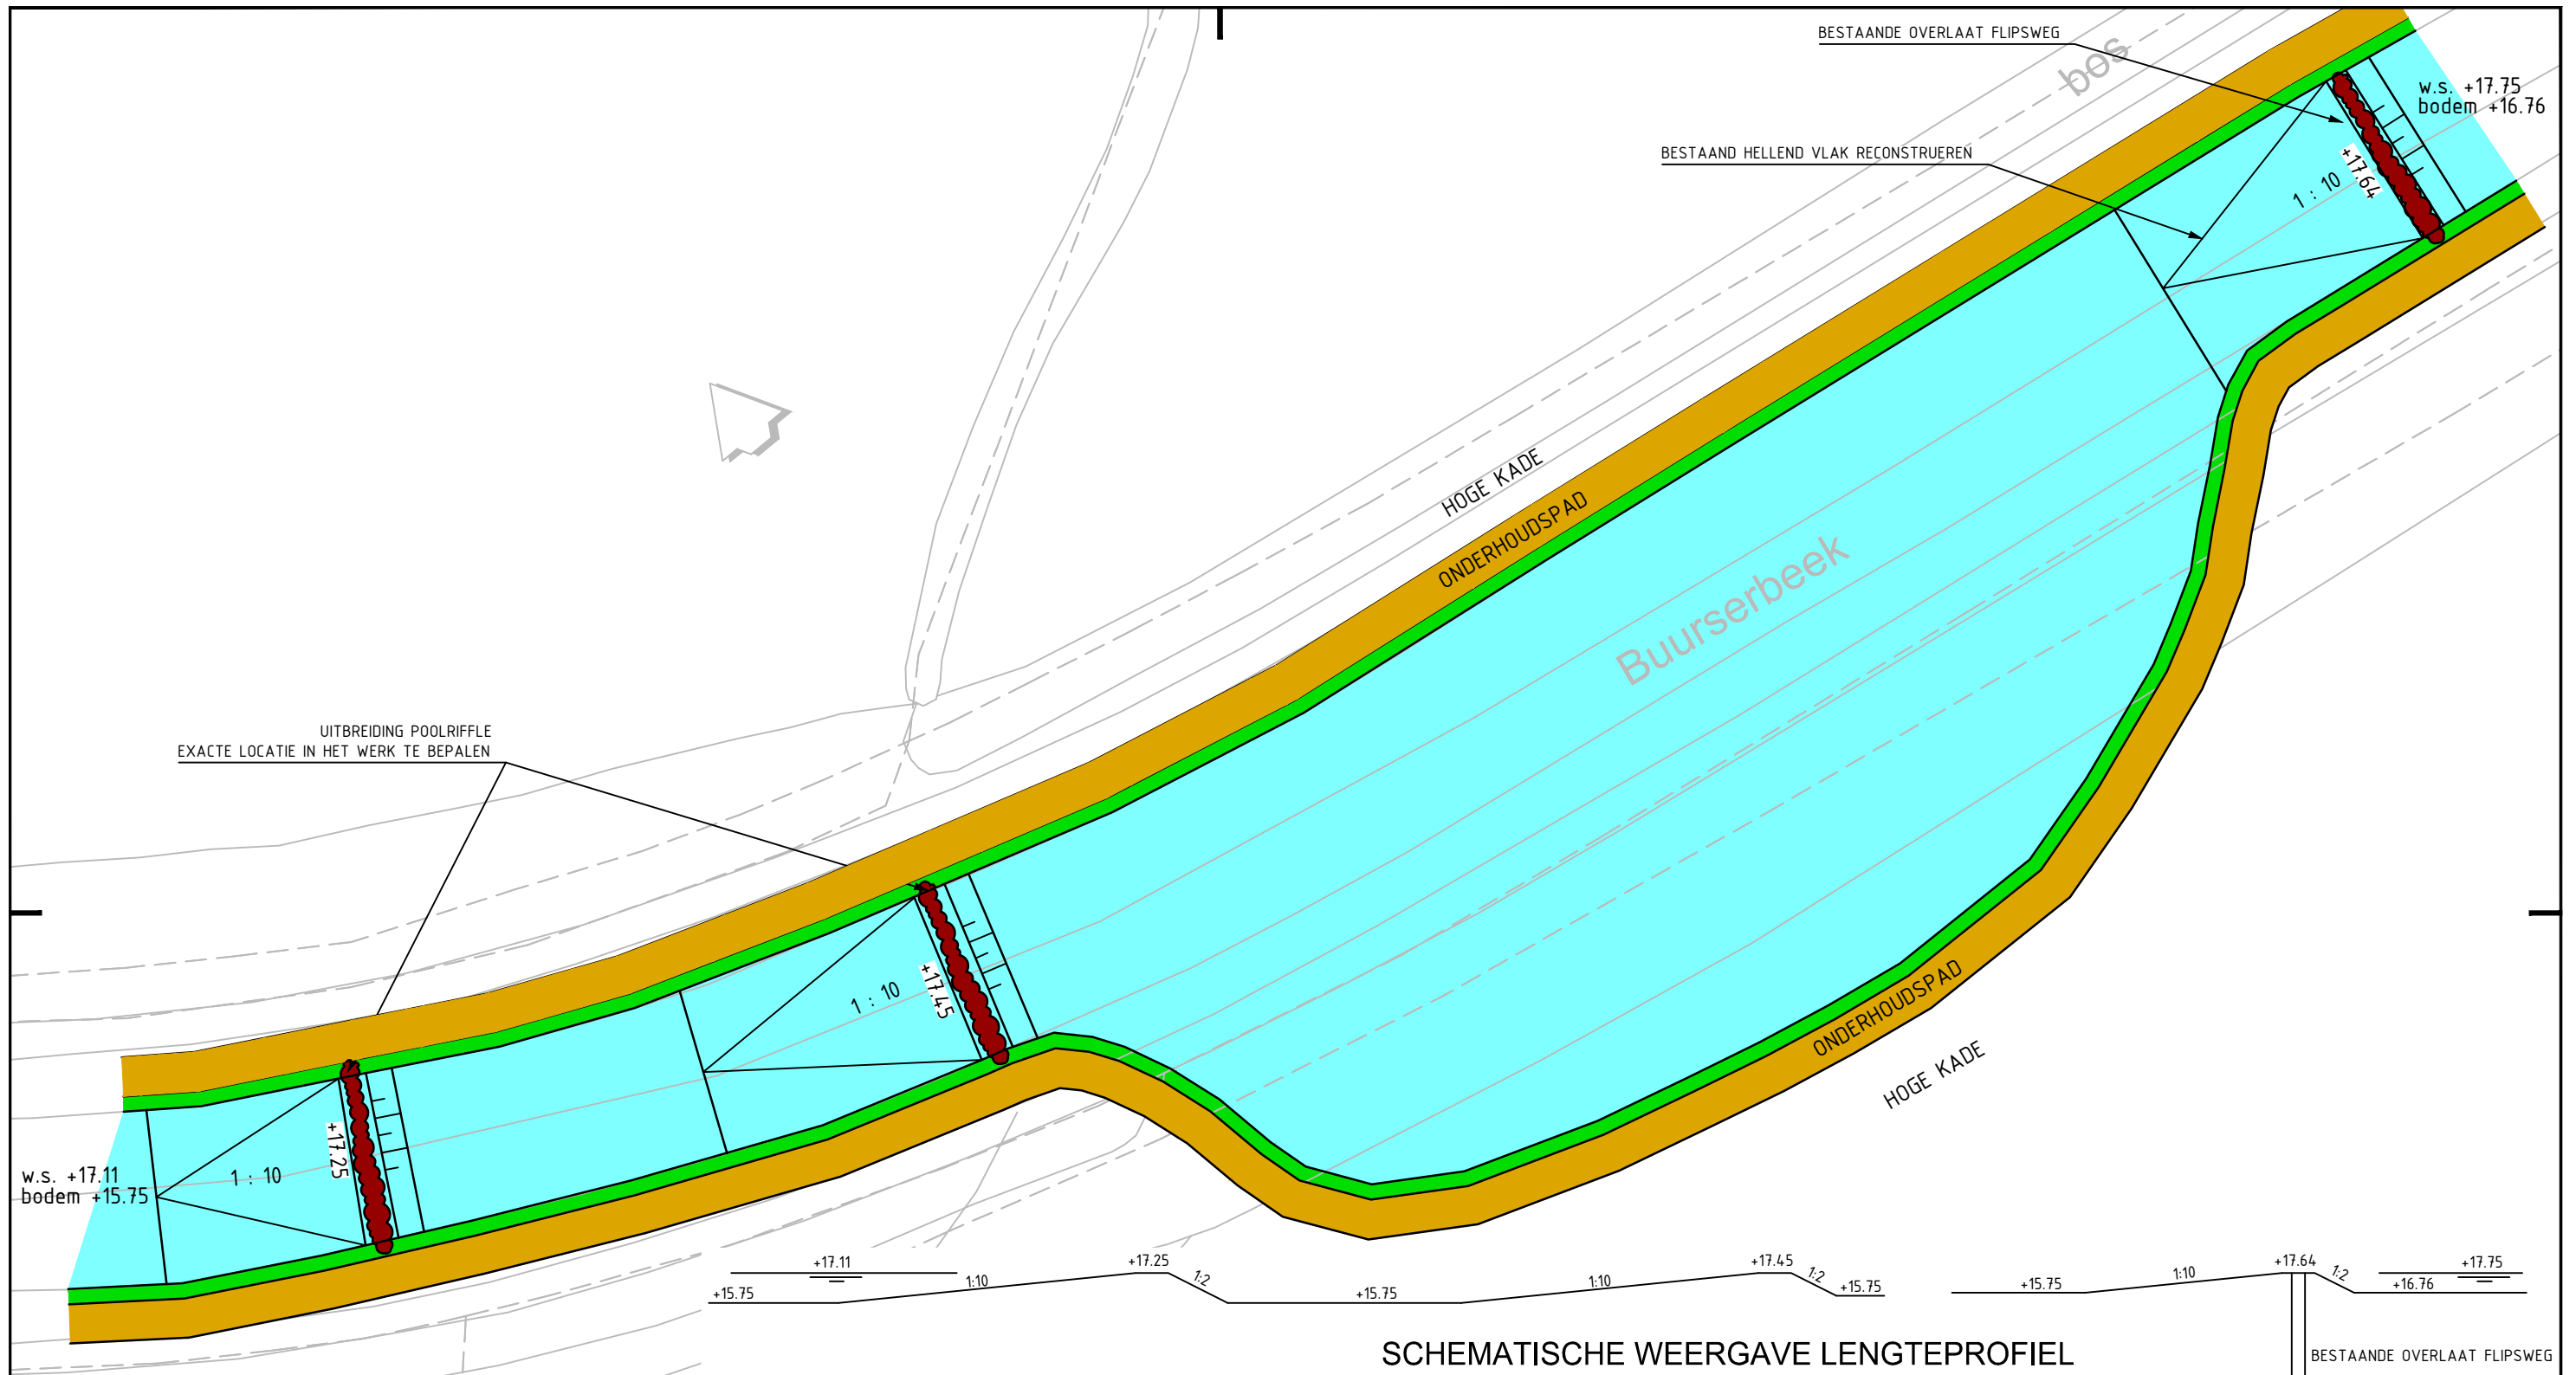 BESTAANDE OVERLAAT FLIPSWEG
bos
w.s. +17.75
bodem +16.76
BESTAAND HELLEND VLAK RECONSTRUEREN
+17.64
1 : 10
HOGE KADE
ONDERHOUDSPAD
Buurserbeek
UITBREIDING POOLRIFFLE
EXACTE LOCATIE IN HET WERK TE BEPALEN
+17.45
1 : 10
ONDERHOUDSPAD
HOGE KADE
+17.25
1 : 10
w.s. +17.11
bodem +15.75
+17.11
+17.25
+17.45
+17.64
+17.75
+15.75
1:10
1:2
+15.75
1:10
1:2
+15.75
+15.75
1:10
1:2
+16.76
SCHEMATISCHE WEERGAVE LENGTEPROFIEL
BESTAANDE OVERLAAT FLIPSWEG